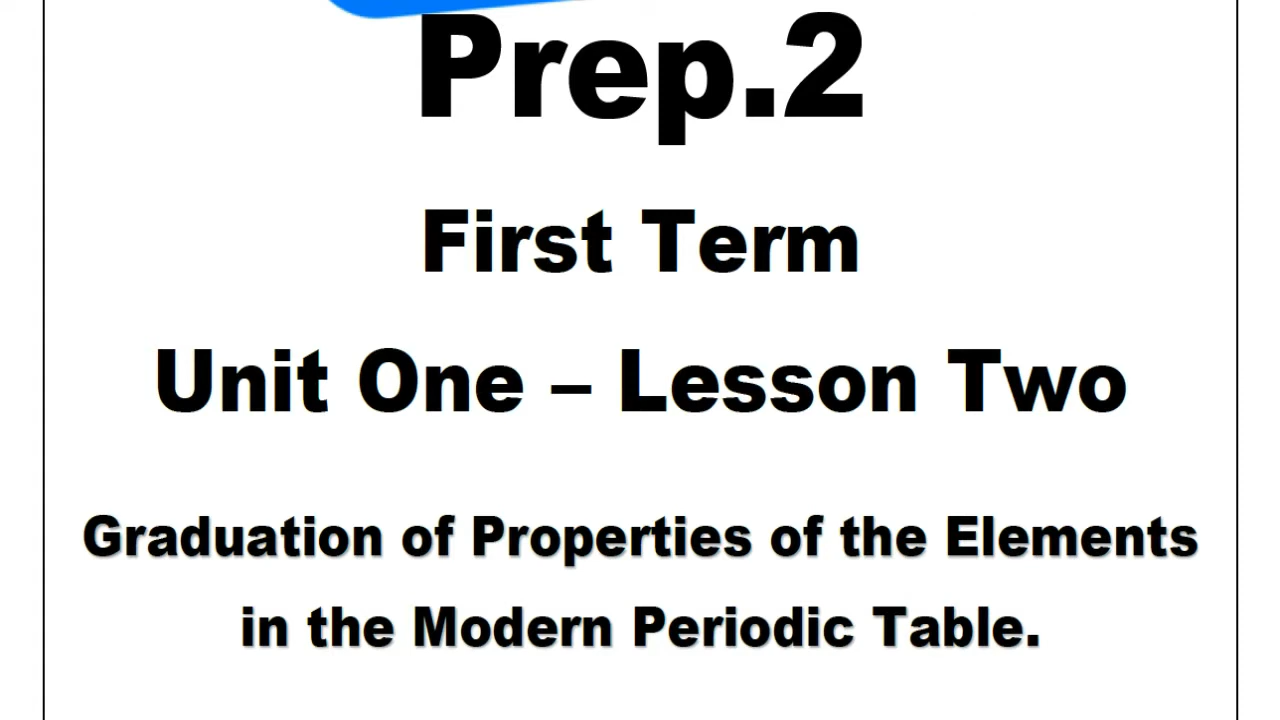 Prep.2
First Term
Unit One – Lesson Two
Graduation of Properties of the Elements
in the Modern Periodic Table.